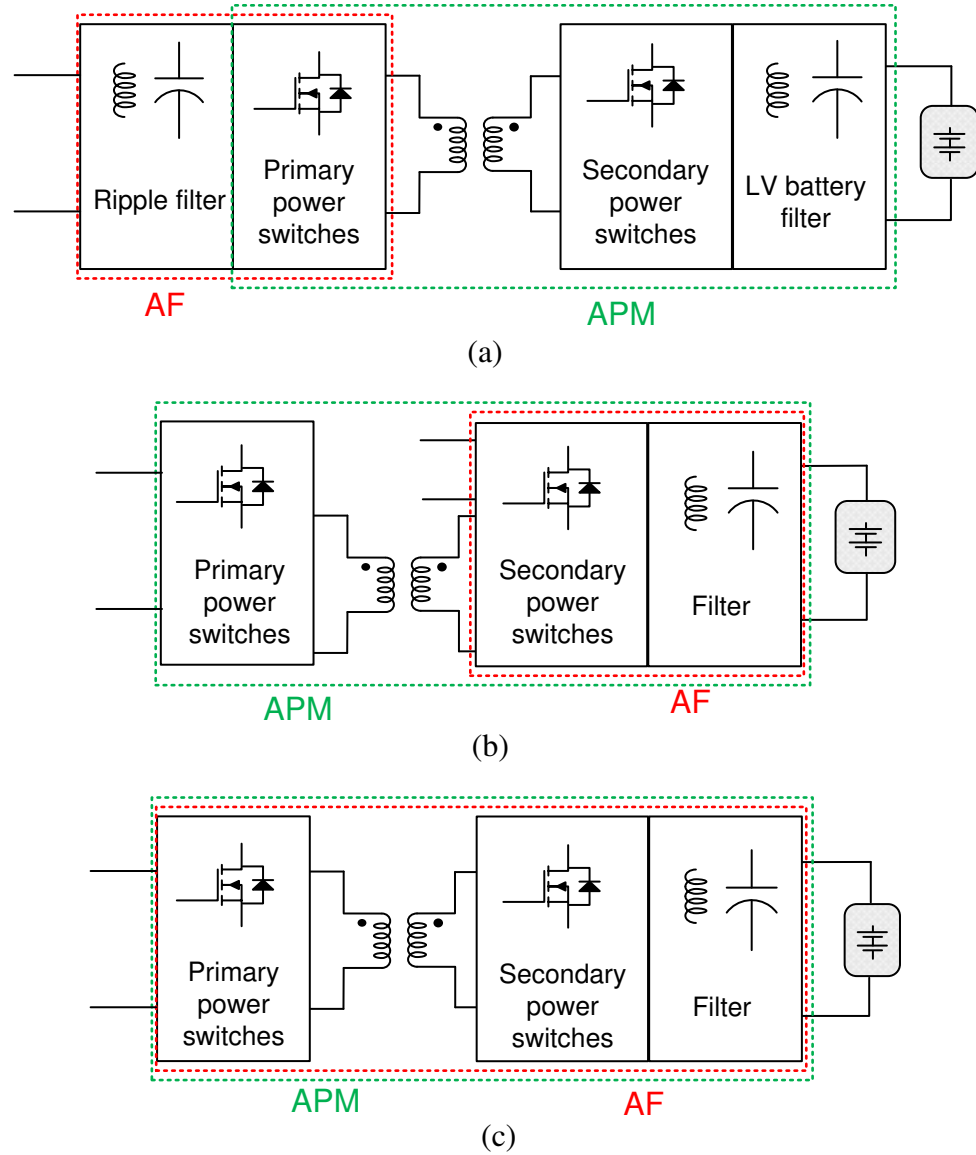 Ripple filter
Primary
power
switches
Secondary
power
switches
LV battery
filter
AF
APM
(a)
Primary
power
switches
Secondary
power
switches
Filter
APM
AF
(b)
Primary
power
switches
Secondary
power
switches
Filter
APM
AF
(c)